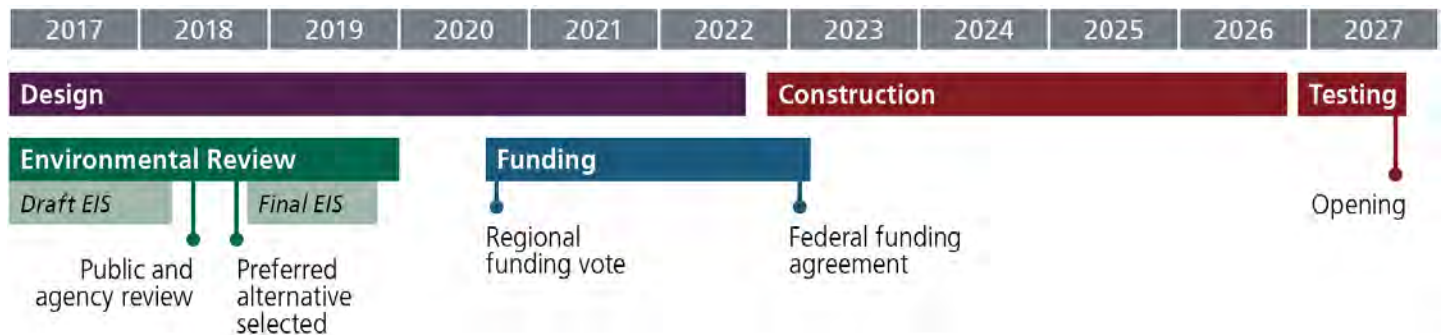 2017 2018 2019 2020 2021 2022 2023 2024 2025 2026 2027
Design Construction Testing
Environmental Review Funding
Draft EIS Final EIS
Opening
Regional
funding vote
Federal funding
agreement
Public and
agency review
Preferred
alternative
selected